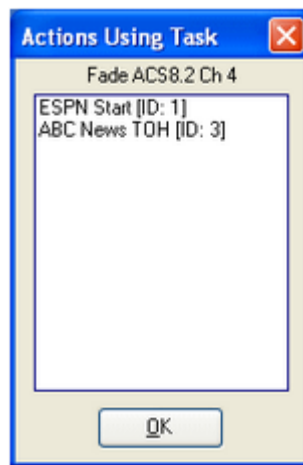 Actions Using Task
Fade ACS8.2 Ch 4
ESPN Start [ID: 1]
ABC News TOH [ID: 3]
OK